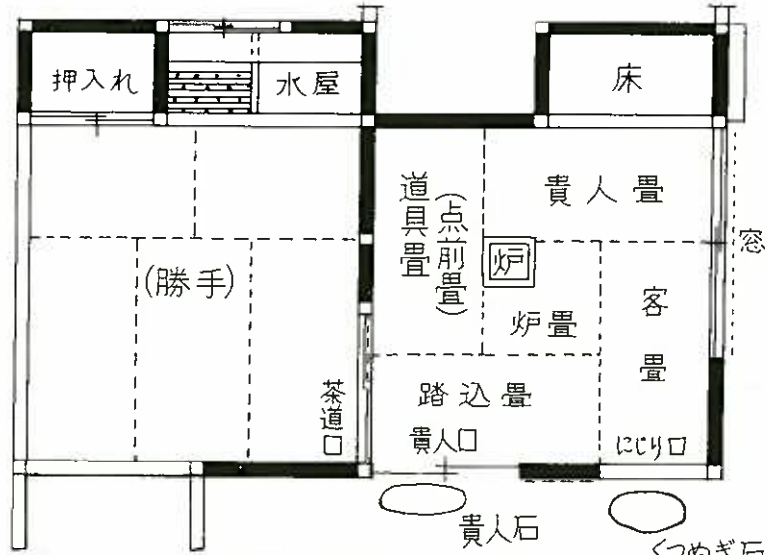 押入れ
水屋
床
道具畳
(点前畳)
貴人畳
窓
炉
(勝手)
炉畳
客畳
茶道口
踏込畳
貴人口
にじり口
貴人石
くつぬぎ石